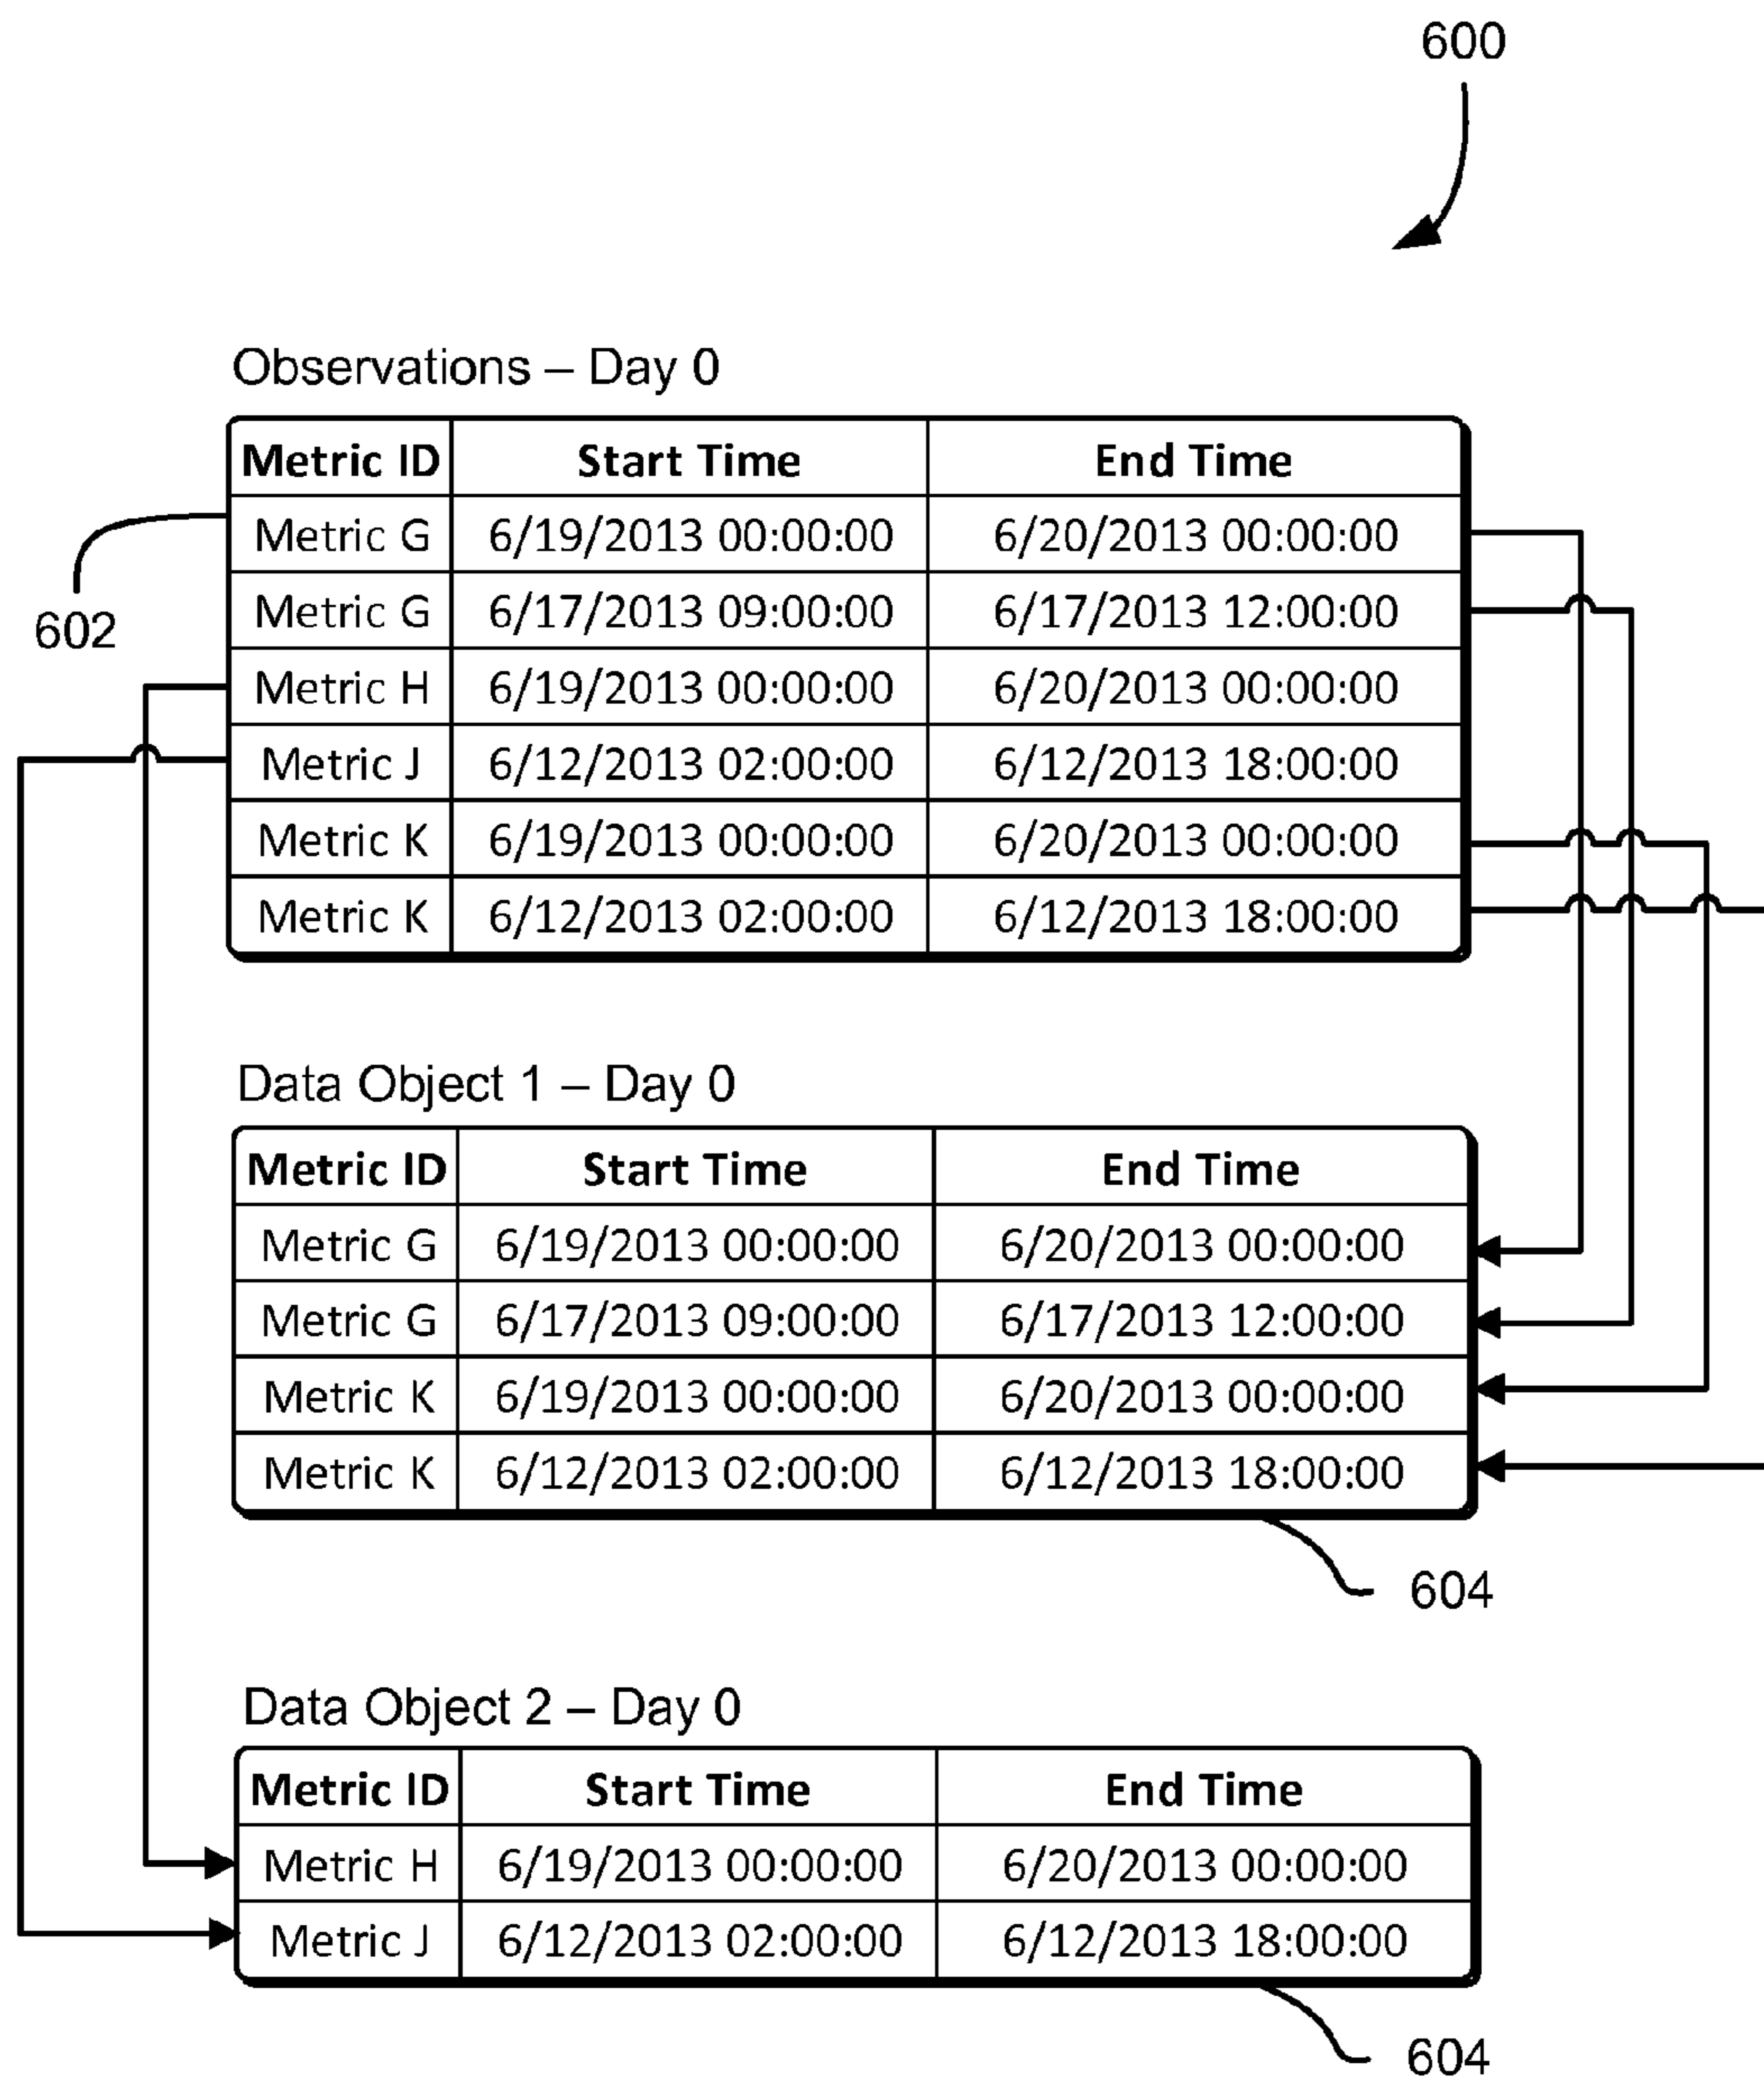 600
Observations – Day 0
Metric ID Start Time End Time
Metric G 6/19/2013 00:00:00 6/20/2013 00:00:00
Metric G 6/17/2013 09:00:00 6/17/2013 12:00:00
602
Metric H 6/19/2013 00:00:00 6/20/2013 00:00:00
Metric J 6/12/2013 02:00:00 6/12/2013 18:00:00
Metric K 6/19/2013 00:00:00 6/20/2013 00:00:00
Metric K 6/12/2013 02:00:00 6/12/2013 18:00:00
Data Object 1 – Day 0
Metric ID Start Time End Time
Metric G 6/19/2013 00:00:00 6/20/2013 00:00:00
Metric G 6/17/2013 09:00:00 6/17/2013 12:00:00
Metric K 6/19/2013 00:00:00 6/20/2013 00:00:00
Metric K 6/12/2013 02:00:00 6/12/2013 18:00:00
604
Data Object 2 – Day 0
Metric ID Start Time End Time
Metric H 6/19/2013 00:00:00 6/20/2013 00:00:00
Metric J 6/12/2013 02:00:00 6/12/2013 18:00:00
604